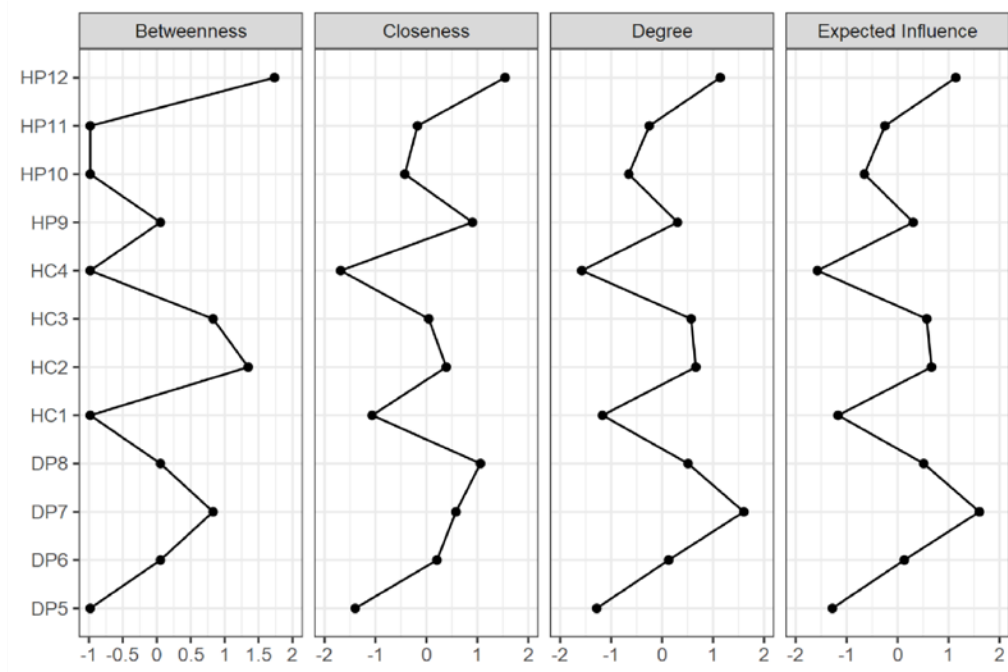 Betweenness Closeness Degree Expected Influence
HP12
HP11
HP10
HP9
HC4
HC3
HC2
HC1
DP8
DP7
DP6
DP5
-1 -0.5 0 0.5 1 1.5 2 -2 -1 0 1 2 -2 -1 0 1 2 -2 -1 0 1 2